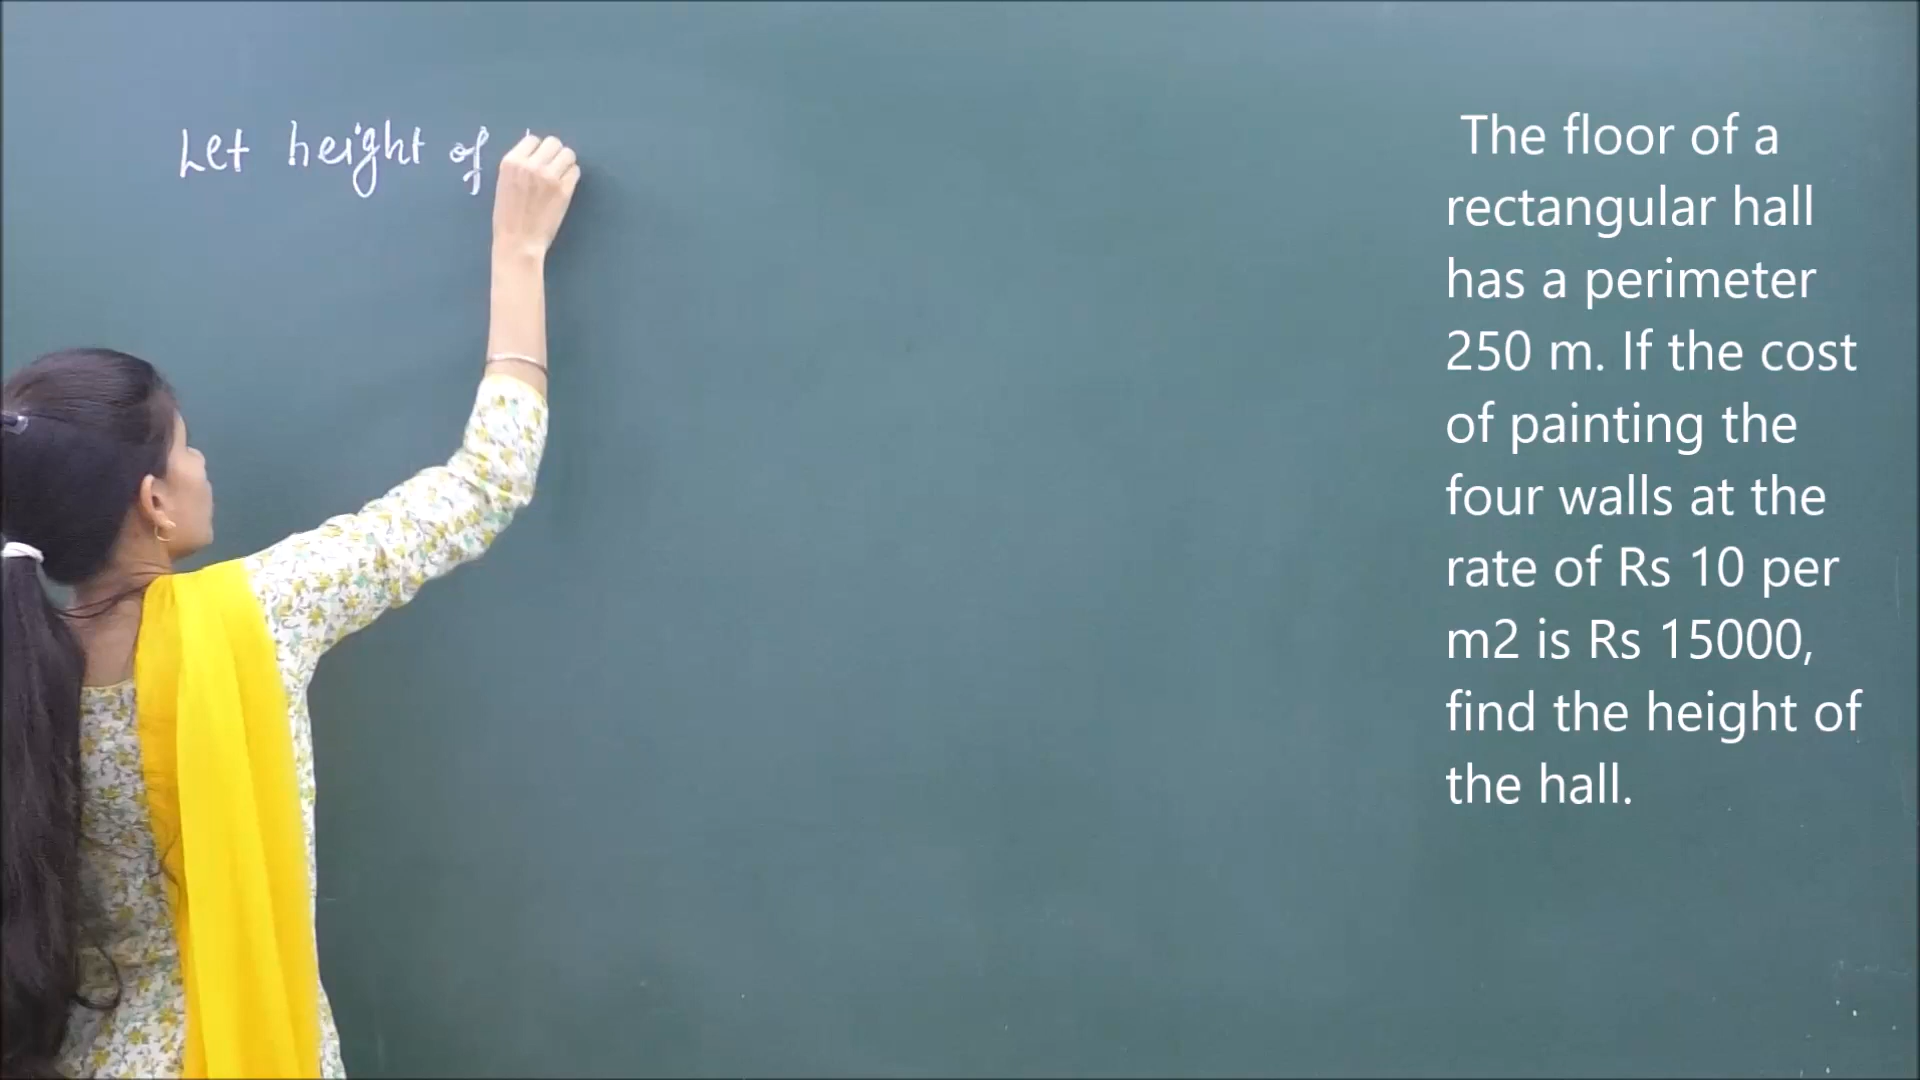 Let height of
The floor of a
rectangular hall
has a perimeter
250 m. If the cost
of painting the
four walls at the
rate of Rs 10 per
m2 is Rs 15000,
find the height of
the hall.